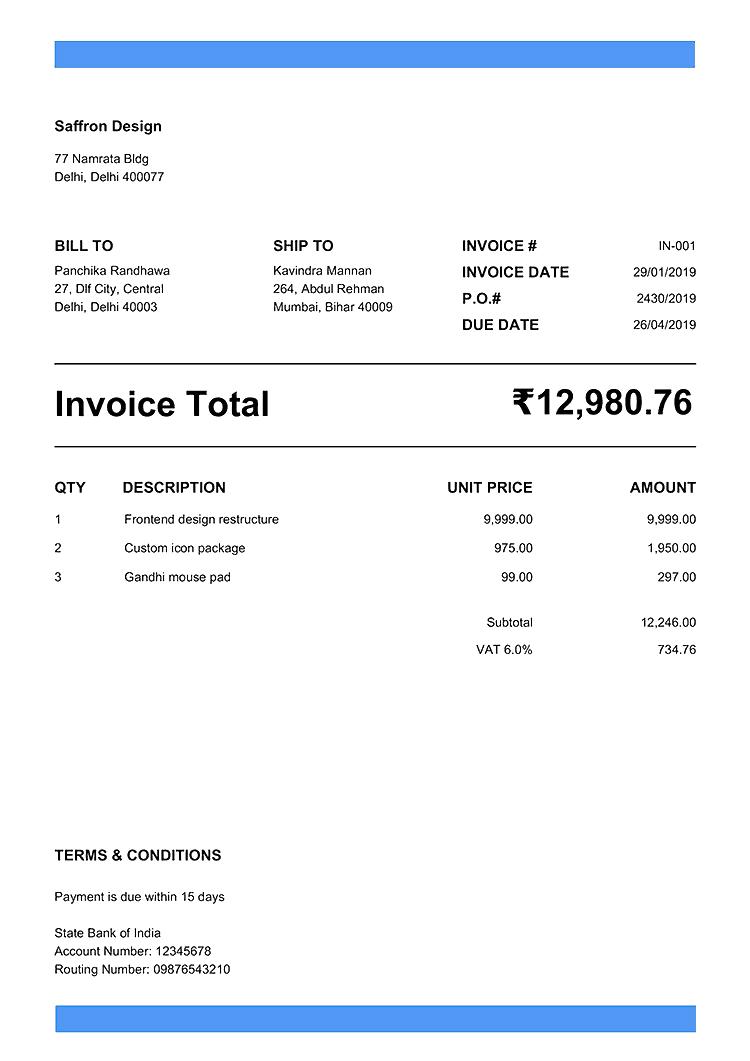 Saffron Design
77 Namrata Bldg
Delhi, Delhi 400077
BILL TO
Panchika Randhawa
27, Dlf City, Central
Delhi, Delhi 40003
SHIP TO
Kavindra Mannan
264, Abdul Rehman
Mumbai, Bihar 40009
INVOICE # IN-001
INVOICE DATE 29/01/2019
P.O.# 2430/2019
DUE DATE 26/04/2019
Invoice Total ₹12,980.76
QTY DESCRIPTION UNIT PRICE AMOUNT
1 Frontend design restructure 9,999.00 9,999.00
2 Custom icon package 975.00 1,950.00
3 Gandhi mouse pad 99.00 297.00
Subtotal 12,246.00
VAT 6.0% 734.76
TERMS & CONDITIONS
Payment is due within 15 days
State Bank of India
Account Number: 12345678
Routing Number: 09876543210